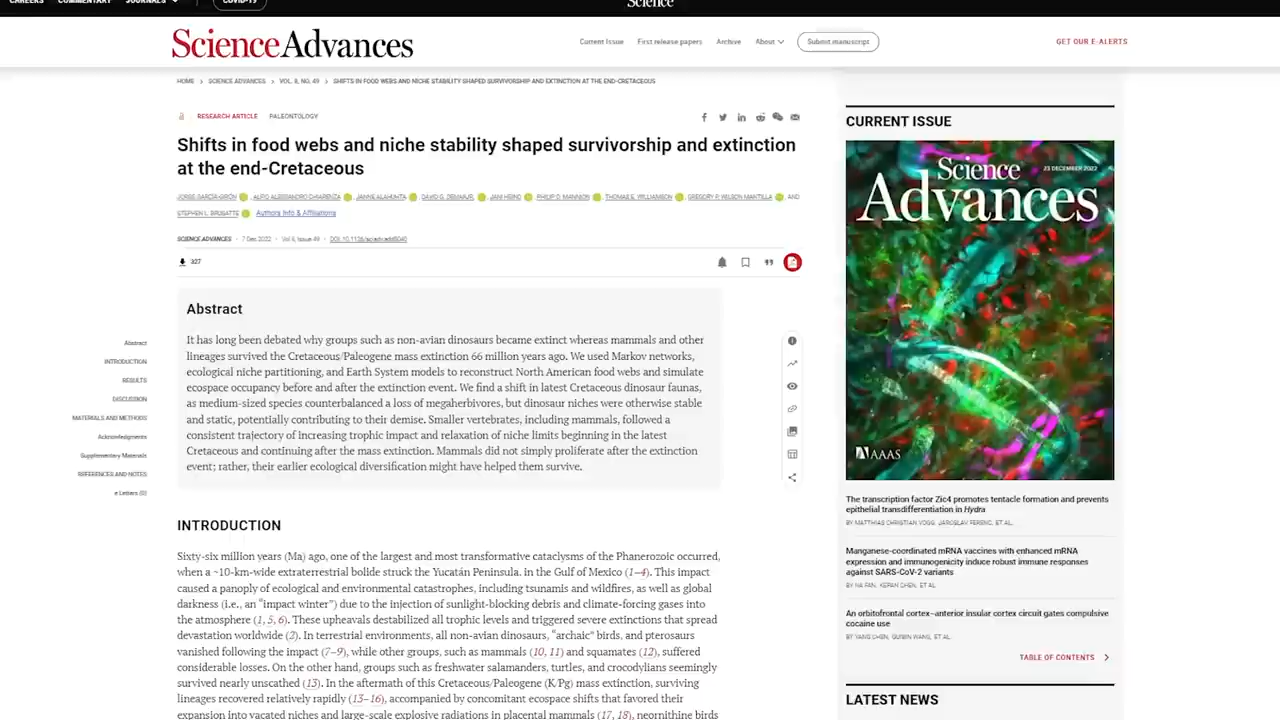 CAREERS COMMENTARY JOURNALS COVID-19
Science
ScienceAdvances
Current Issue First release papers Archive About Submit manuscript
GET OUR E-ALERTS
HOME > SCIENCE ADVANCES > VOL. 8, NO. 49 > SHIFTS IN FOOD WEBS AND NICHE STABILITY SHAPED SURVIVORSHIP AND EXTINCTION AT THE END-CRETACEOUS
RESEARCH ARTICLE PALEONTOLOGY
Shifts in food webs and niche stability shaped survivorship and extinction
at the end-Cretaceous
JORGE GARCÍA-GIRÓN, ALFIO ALESSANDRO CHIARENZA, JANNE ALAHUHTA, DAVID G. DEMAR JR., JANI HEINO, PHILIP D. MANNION, THOMAS E. WILLIAMSON, GREGORY P. WILSON MANTILLA, AND
STEPHEN L. BRUSATTE Authors Info & Affiliations
SCIENCE ADVANCES • 7 Dec 2022 • Vol 8, Issue 49
327
Abstract
It has long been debated why groups such as non-avian dinosaurs became extinct whereas mammals and other
lineages survived the Cretaceous/Paleogene mass extinction 66 million years ago. We used Markov networks,
ecological niche partitioning, and Earth System models to reconstruct North American food webs and simulate
ecospace occupancy before and after the extinction event. We find a shift in latest Cretaceous dinosaur faunas,
as medium-sized species counterbalanced a loss of megaherbivores, but dinosaur niches were otherwise stable
and static, potentially contributing to their demise. Smaller vertebrates, including mammals, followed a
consistent trajectory of increasing trophic impact and relaxation of niche limits beginning in the latest
Cretaceous and continuing after the mass extinction. Mammals did not simply proliferate after the extinction
event; rather, their earlier ecological diversification might have helped them survive.
Abstract
INTRODUCTION
RESULTS
DISCUSSION
MATERIALS AND METHODS
Acknowledgments
Supplementary Materials
REFERENCES AND NOTES
eLetters (0)
INTRODUCTION
Sixty-six million years (Ma) ago, one of the largest and most transformative cataclysms of the Phanerozoic occurred,
when a ~10-km-wide extraterrestrial bolide struck the Yucatán Peninsula, in the Gulf of Mexico (1–4). This impact
caused a panoply of ecological and environmental catastrophes, including tsunamis and wildfires, as well as global
darkness (i.e., an “impact winter”) due to the injection of sunlight-blocking debris and climate-forcing gases into
the atmosphere (1, 5, 6). These upheavals destabilized all trophic levels and triggered severe extinctions that spread
devastation worldwide (2). In terrestrial environments, all non-avian dinosaurs, “archaic” birds, and pterosaurs
vanished following the impact (7–9), while other groups, such as mammals (10, 11) and squamates (12), suffered
considerable losses. On the other hand, groups such as freshwater salamanders, turtles, and crocodylians seemingly
survived nearly unscathed (13). In the aftermath of this Cretaceous/Paleogene (K/Pg) mass extinction, surviving
lineages recovered relatively rapidly (13–16), accompanied by concomitant ecospace shifts that favored their
expansion into vacated niches and large-scale explosive radiations in placental mammals (17, 18), neornithine birds
CURRENT ISSUE
Science
Advances
23 DECEMBER 2022
AAAS
The transcription factor Zic4 promotes tentacle formation and prevents
epithelial transdifferentiation in Hydra
BY MATTHIAS CHRISTIAN VOGG, JAROSLAV FERENC, ET AL.
Manganese-coordinated mRNA vaccines with enhanced mRNA
expression and immunogenicity induce robust immune responses
against SARS-CoV-2 variants
BY NA FAN, KEPAN CHEN, ET AL.
An orbitofrontal cortex–anterior insular cortex circuit gates compulsive
cocaine use
BY YANG CHEN, GUIBIN WANG, ET AL.
TABLE OF CONTENTS >
LATEST NEWS